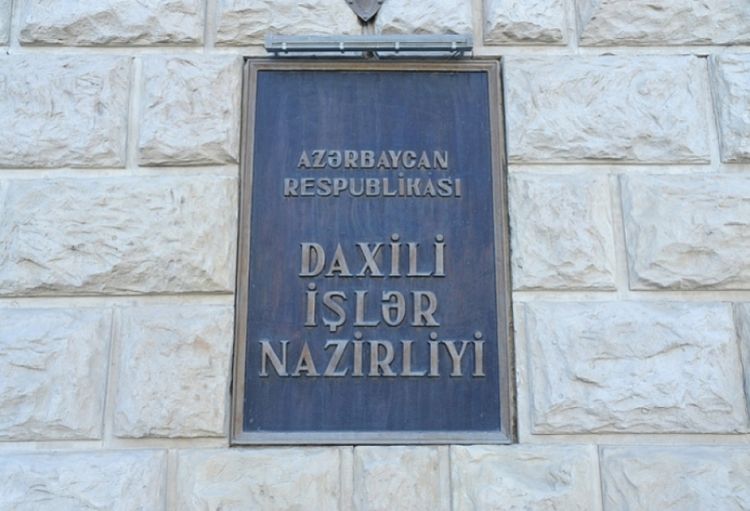 AZƏRBAYCAN
RESPUBLİKASI
DAXİLİ
İŞLƏR
NAZİRLİYİ